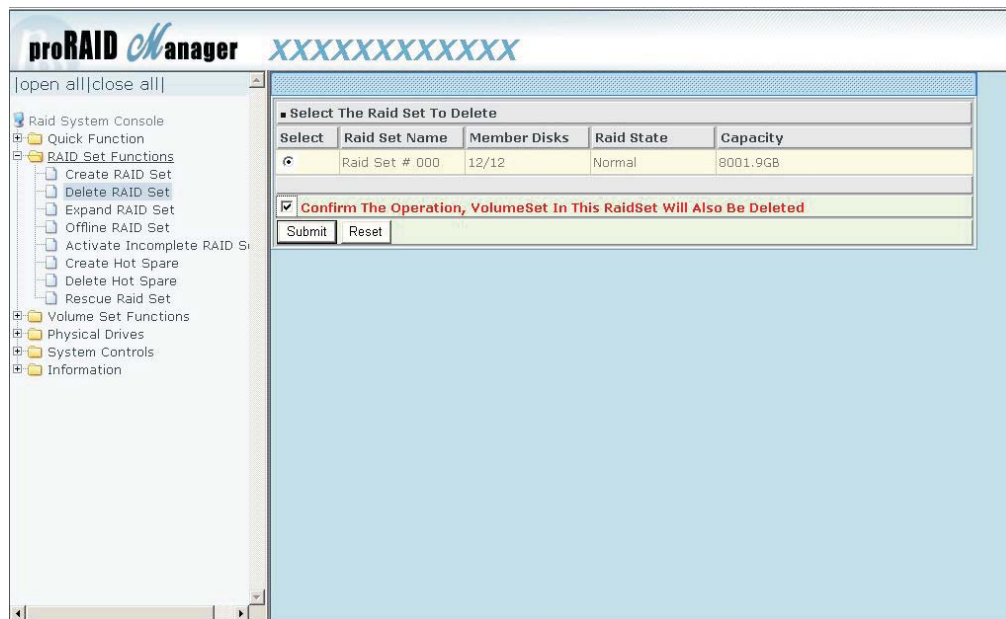 proRAID Manager XXXXXXXXXXXX
|open all|close all|
Raid System Console
Quick Function
RAID Set Functions
Create RAID Set
Delete RAID Set
Expand RAID Set
Offline RAID Set
Activate Incomplete RAID S
Create Hot Spare
Delete Hot Spare
Rescue Raid Set
Volume Set Functions
Physical Drives
System Controls
Information
Select The Raid Set To Delete
Select Raid Set Name Member Disks Raid State Capacity
Raid Set # 000 12/12 Normal 8001.9GB
Confirm The Operation, VolumeSet In This RaidSet Will Also Be Deleted
Submit Reset